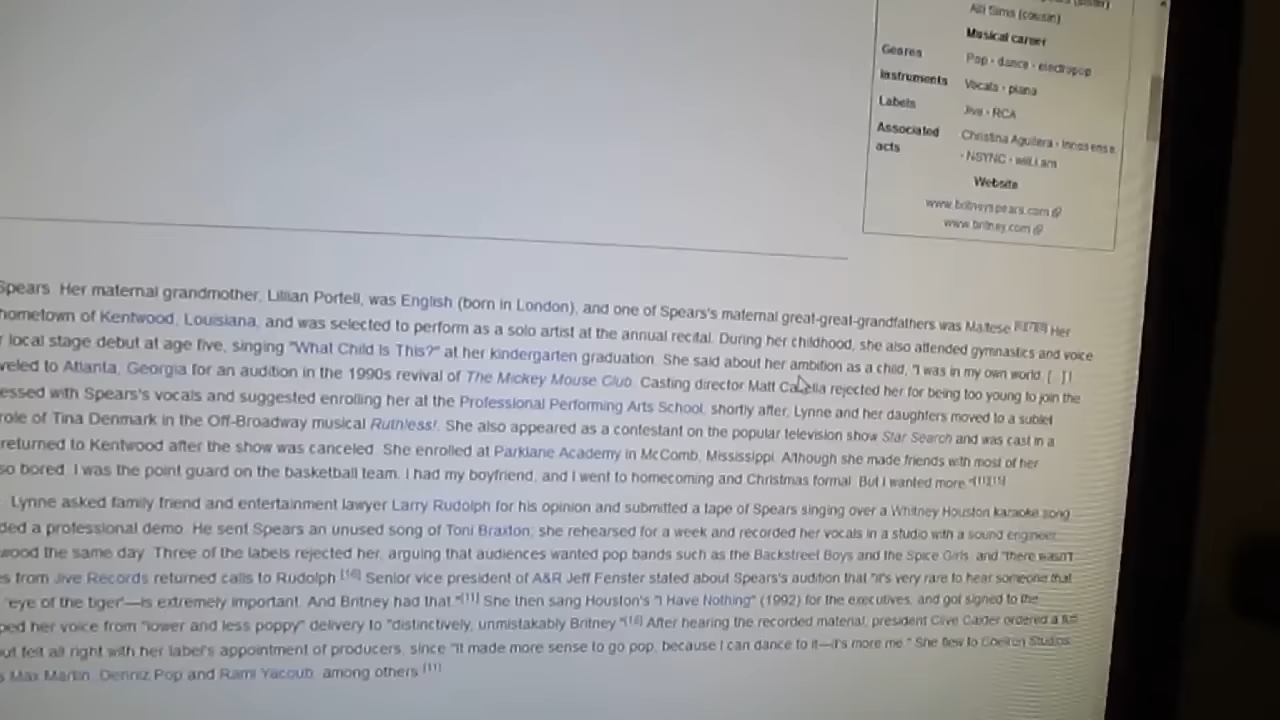 Alli Sims (cousin)
Musical career
Genres Pop · dance · electropop
Instruments Vocals · piano
Labels Jive · RCA
Associated acts Christina Aguilera · Innosense · NSYNC · will.i.am
Website
www.britneyspears.com
www.britney.com
Spears. Her maternal grandmother, Lillian Portell, was English (born in London), and one of Spears's maternal great-great-grandfathers was Maltese. Her
hometown of Kentwood, Louisiana, and was selected to perform as a solo artist at the annual recital. During her childhood, she also attended gymnastics and voice
local stage debut at age five, singing "What Child Is This?" at her kindergarten graduation. She said about her ambition as a child, "I was in my own world, [...] I
veled to Atlanta, Georgia for an audition in the 1990s revival of The Mickey Mouse Club. Casting director Matt rejected her for being too young to join the
essed with Spears's vocals and suggested enrolling her at the Professional Performing Arts School; shortly after, Lynne and her daughters moved to a sublet
role of Tina Denmark in the Off-Broadway musical Ruthless!. She also appeared as a contestant on the popular television show Star Search and was cast in a
returned to Kentwood after the show was canceled. She enrolled at Parklane Academy in McComb, Mississippi. Although she made friends with most of her
so bored. I was the point guard on the basketball team. I had my boyfriend, and I went to homecoming and Christmas formal. But I wanted more."
Lynne asked family friend and entertainment lawyer Larry Rudolph for his opinion and submitted a tape of Spears singing over a Whitney Houston karaoke song
ded a professional demo. He sent Spears an unused song of Toni Braxton; she rehearsed for a week and recorded her vocals in a studio with a sound engineer.
wood the same day. Three of the labels rejected her, arguing that audiences wanted pop bands such as the Backstreet Boys and the Spice Girls, and "there wasn't
es from Jive Records returned calls to Rudolph.[16] Senior vice president of A&R Jeff Fenster stated about Spears's audition that "it's very rare to hear someone that
'eye of the tiger'—is extremely important. And Britney had that."[11] She then sang Houston's "I Have Nothing" (1992) for the executives, and got signed to the
ped her voice from "lower and less poppy" delivery to "distinctively, unmistakably Britney."[18] After hearing the recorded material, president Clive Calder ordered a full
out felt all right with her label's appointment of producers, since "It made more sense to go pop, because I can dance to it—it's more me." She flew to Cheiron Studios
s Max Martin, Denniz Pop and Rami Yacoub, among others.[11]